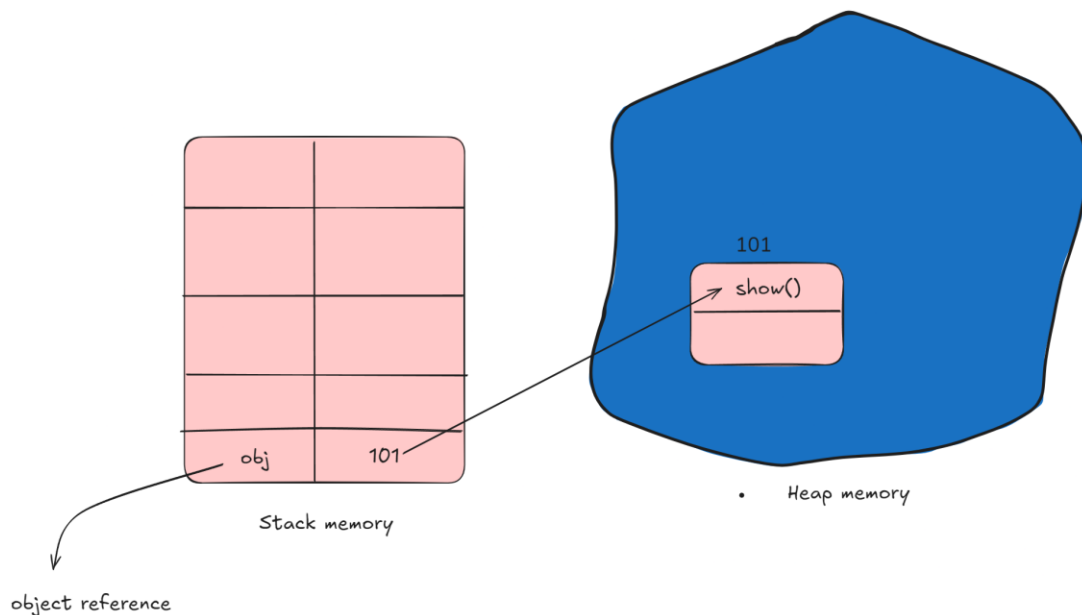 101
show()
obj
101
Stack memory
Heap memory
object reference